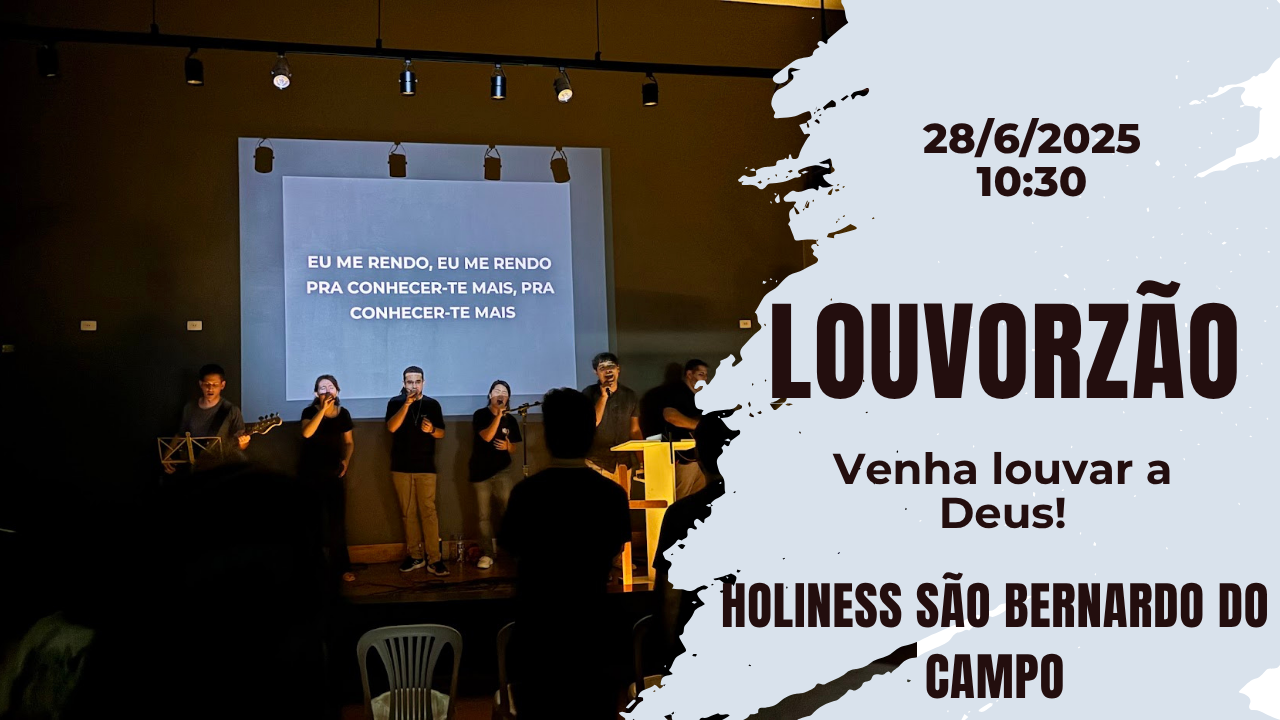 EU ME RENDO, EU ME RENDO
PRA CONHECER-TE MAIS, PRA
CONHECER-TE MAIS
28/6/2025
10:30
LOUVORZÃO
Venha louvar a
Deus!
HOLINESS SÃO BERNARDO DO
CAMPO